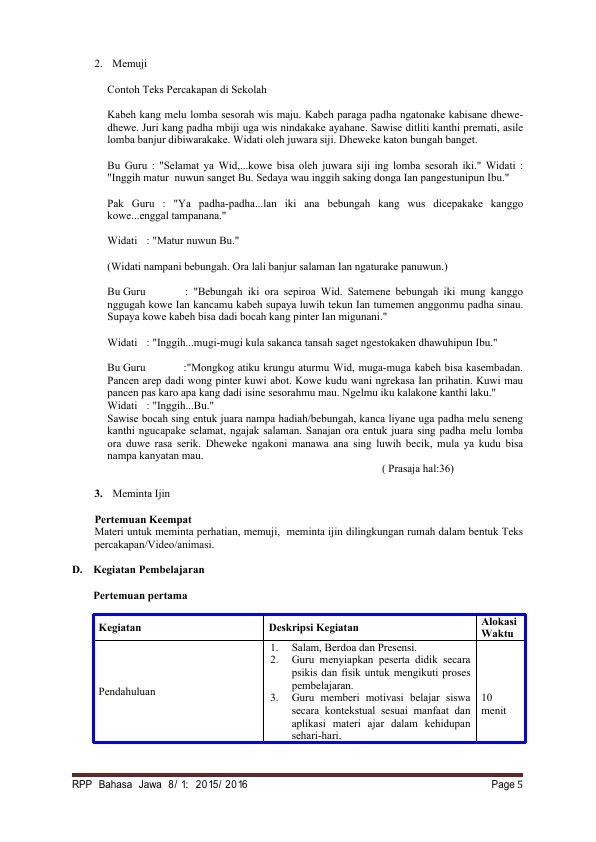 2. Memuji
Contoh Teks Percakapan di Sekolah
Kabeh kang melu lomba sesorah wis maju. Kabeh paraga padha ngatonake kabisane dhewe-
dhewe. Juri kang padha mbiji uga wis nindakake ayahane. Sawise ditliti kanthi premati, asile
lomba banjur dibiwarakake. Widati oleh juwara siji. Dheweke katon bungah banget.
Bu Guru : "Selamat ya Wid,...kowe bisa oleh juwara siji ing lomba sesorah iki." Widati :
"Inggih matur nuwun sanget Bu. Sedaya wau inggih saking donga Ian pangestunipun Ibu."
Pak Guru : "Ya padha-padha...lan iki ana bebungah kang wus dicepakake kanggo
kowe...enggal tampanana."
Widati : "Matur nuwun Bu."
(Widati nampani bebungah. Ora lali banjur salaman Ian ngaturake panuwun.)
Bu Guru : "Bebungah iki ora sepiroa Wid. Satemene bebungah iki mung kanggo
nggugah kowe Ian kancamu kabeh supaya luwih tekun Ian tumemen anggonmu padha sinau.
Supaya kowe kabeh bisa dadi bocah kang pinter Ian migunani."
Widati : "Inggih...mugi-mugi kula sakanca tansah saget ngestokaken dhawuhipun Ibu."
Bu Guru :"Mongkog atiku krungu aturmu Wid, muga-muga kabeh bisa kasembadan.
Pancen arep dadi wong pinter kuwi abot. Kowe kudu wani ngrekasa Ian prihatin. Kuwi mau
pancen pas karo apa kang dadi isine sesorahmu mau. Ngelmu iku kalakone kanthi laku."
Widati : "Inggih...Bu."
Sawise bocah sing entuk juara nampa hadiah/bebungah, kanca liyane uga padha melu seneng
kanthi ngucapake selamat, ngajak salaman. Sanajan ora entuk juara sing padha melu lomba
ora duwe rasa serik. Dheweke ngakoni manawa ana sing luwih becik, mula ya kudu bisa
nampa kanyatan mau.
( Prasaja hal:36)
3. Meminta Ijin
Pertemuan Keempat
Materi untuk meminta perhatian, memuji, meminta ijin dilingkungan rumah dalam bentuk Teks
percakapan/Video/animasi.
D. Kegiatan Pembelajaran
Pertemuan pertama
Kegiatan Deskripsi Kegiatan Alokasi
Waktu
1. Salam, Berdoa dan Presensi.
2. Guru menyiapkan peserta didik secara
psikis dan fisik untuk mengikuti proses
pembelajaran.
Pendahuluan
3. Guru memberi motivasi belajar siswa 10
secara kontekstual sesuai manfaat dan menit
aplikasi materi ajar dalam kehidupan
sehari-hari.
RPP Bahasa Jawa 8/ 1: 2015/ 2016 Page 5